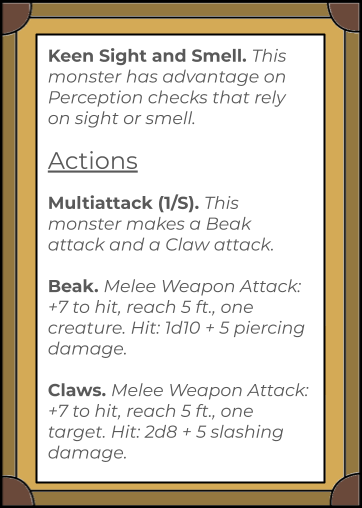 Keen Sight and Smell. This
monster has advantage on
Perception checks that rely
on sight or smell.
Actions
Multiattack (1/S). This
monster makes a Beak
attack and a Claw attack.
Beak. Melee Weapon Attack:
+7 to hit, reach 5 ft., one
creature. Hit: 1d10 + 5 piercing
damage.
Claws. Melee Weapon Attack:
+7 to hit, reach 5 ft., one
target. Hit: 2d8 + 5 slashing
damage.